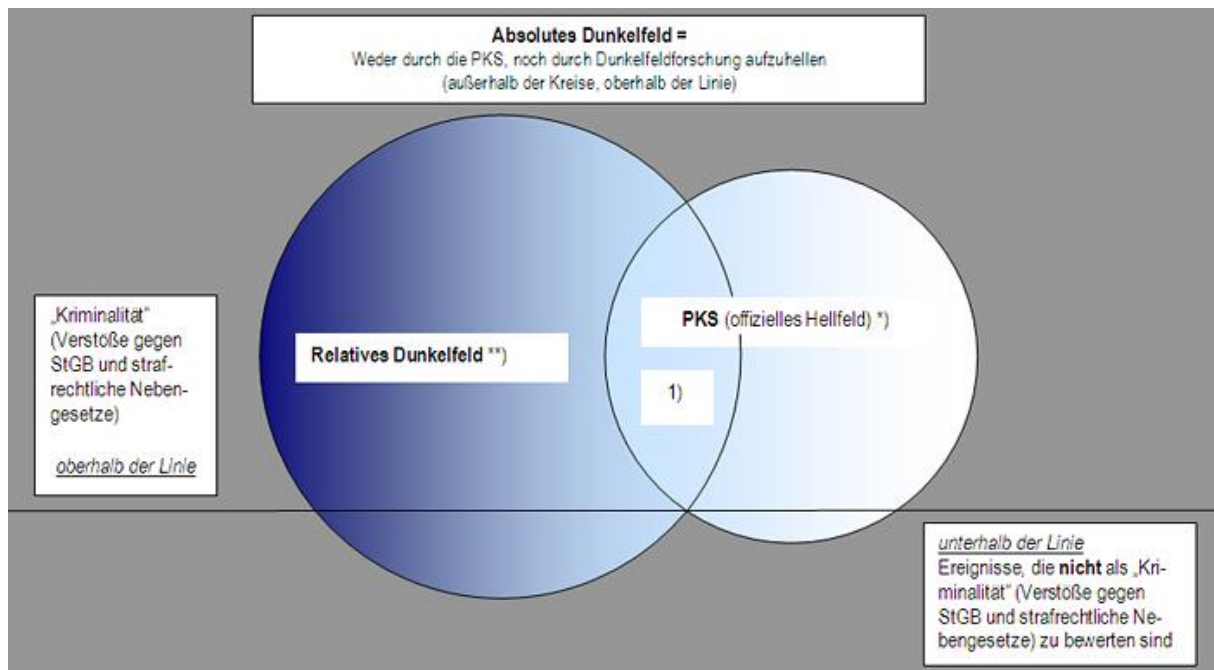 Absolutes Dunkelfeld =
Weder durch die PKS, noch durch Dunkelfeldforschung aufzuhellen
(außerhalb der Kreise, oberhalb der Linie)
„Kriminalität“
(Verstöße gegen
StGB und straf-
rechtliche Neben-
gesetze)
oberhalb der Linie
Relatives Dunkelfeld **)
PKS (offizielles Hellfeld) *)
1)
unterhalb der Linie
Ereignisse, die nicht als „Kri-
minalität“ (Verstöße gegen
StGB und strafrechtliche Ne-
bengesetze) zu bewerten sind